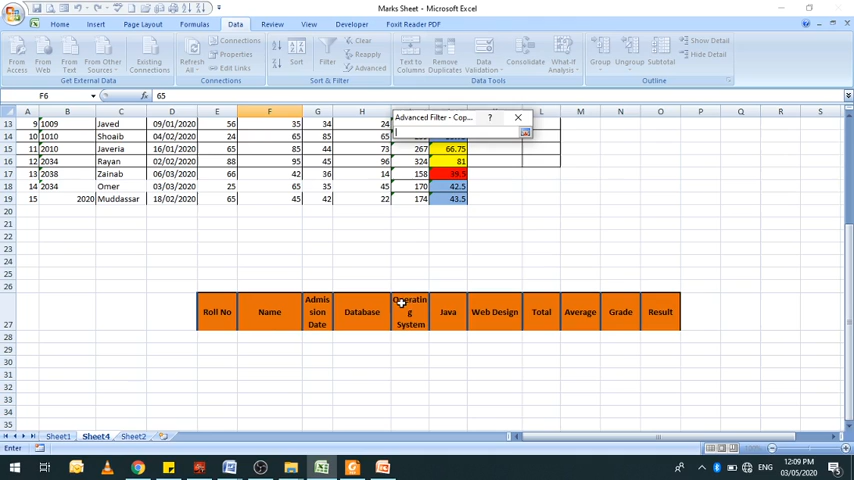 Marks Sheet - Microsoft Excel
Home Insert Page Layout Formulas Data Review View Developer Foxit Reader PDF
From Access From Web From Text From Other Sources Existing Connections Refresh All Connections Properties Edit Links Sort Filter Clear Reapply Advanced Text to Columns Remove Duplicates Data Validation Consolidate What-If Analysis Group Ungroup Subtotal Show Detail Hide Detail
Get External Data Connections Sort & Filter Data Tools Outline
F6 fx 65
A B C D E F G H L M N O P Q R S
13 9 1009 Javed 09/01/2020 56 35 34 24
Advanced Filter - Cop... ?
14 10 1010 Shoaib 04/01/2020 24 65 85 65
15 11 2010 Javeria 16/01/2020 65 85 44 73 267 66.75
16 12 2034 Rayan 02/02/2020 88 95 45 96 324 81
17 13 2038 Zainab 06/03/2020 66 42 36 14 158 39.5
18 14 2034 Omer 03/03/2020 25 65 35 45 170 42.5
19 15 2020 Muddassar 18/02/2020 65 45 42 22 174 43.5
20
21
22
23
24
25
26
27 Roll No Name Admission Date Database Operating System Java Web Design Total Average Grade Result
28
29
30
31
32
33
34
35
Sheet1 Sheet4 Sheet2
Enter 100%
ENG 12:09 PM
03/05/2020 5